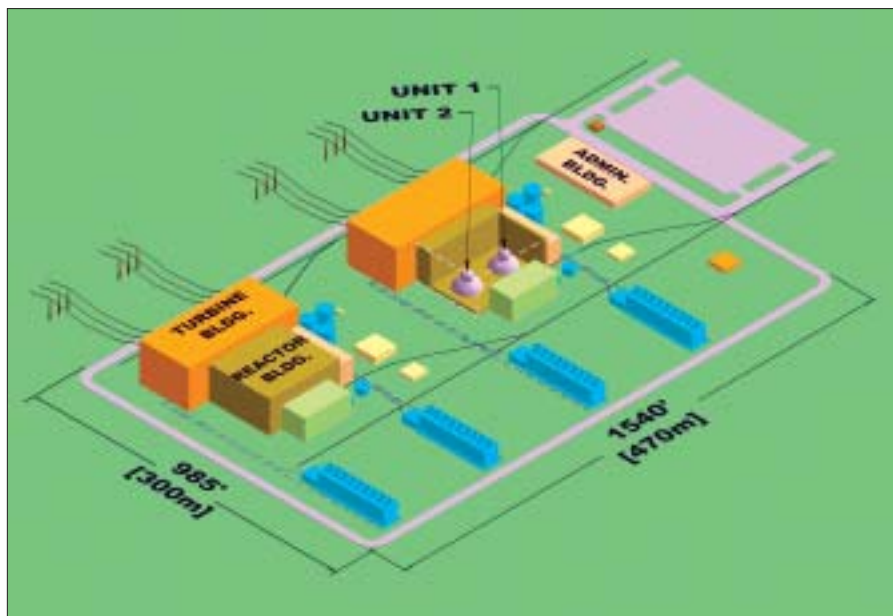 UNIT 1
UNIT 2
ADMIN.
BLDG.
TURBINE
BLDG.
REACTOR
BLDG.
985'
[300m]
1540'
[470m]